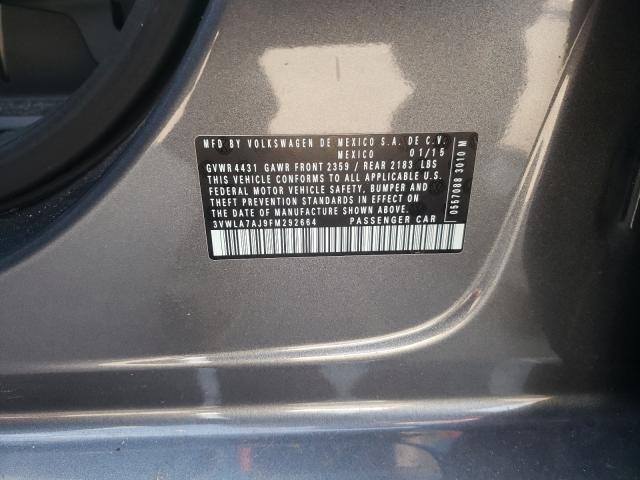 MFD BY VOLKSWAGEN DE MEXICO S.A. DE C.V.
MEXICO 01/15
GVWR 4431 GAWR FRONT 2359 / REAR 2183 LBS
THIS VEHICLE CONFORMS TO ALL APPLICABLE U.S.
FEDERAL MOTOR VEHICLE SAFETY, BUMPER AND
THEFT PREVENTION STANDARDS IN EFFECT ON
THE DATE OF MANUFACTURE.
3VWLA7AJ9FM292664 PASSENGER CAR
0557088 3010 M